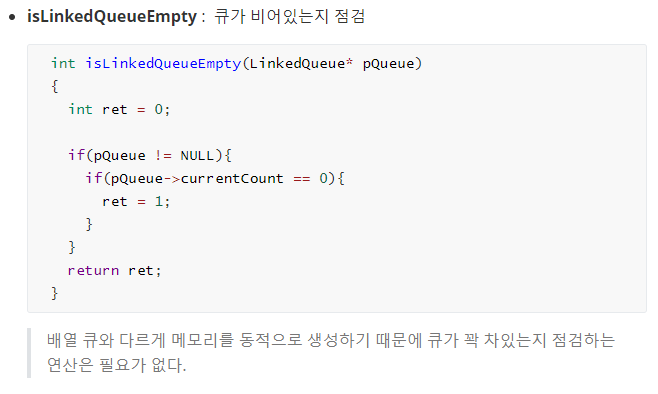 isLinkedQueueEmpty : 큐가 비어있는지 점검
int isLinkedQueueEmpty(LinkedQueue* pQueue)
{
  int ret = 0;

  if(pQueue != NULL){
    if(pQueue->currentCount == 0){
      ret = 1;
    }
  }
  return ret;
}
배열 큐와 다르게 메모리를 동적으로 생성하기 때문에 큐가 꽉 차있는지 점검하는
연산은 필요가 없다.